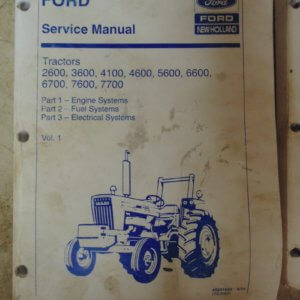 FORD
Ford
FORD
NEW HOLLAND
Service Manual
Tractors
2600, 3600, 4100, 4600, 5600, 6600,
6700, 7600, 7700
Part 1 – Engine Systems
Part 2 – Fuel Systems
Part 3 – Electrical Systems
Vol. 1